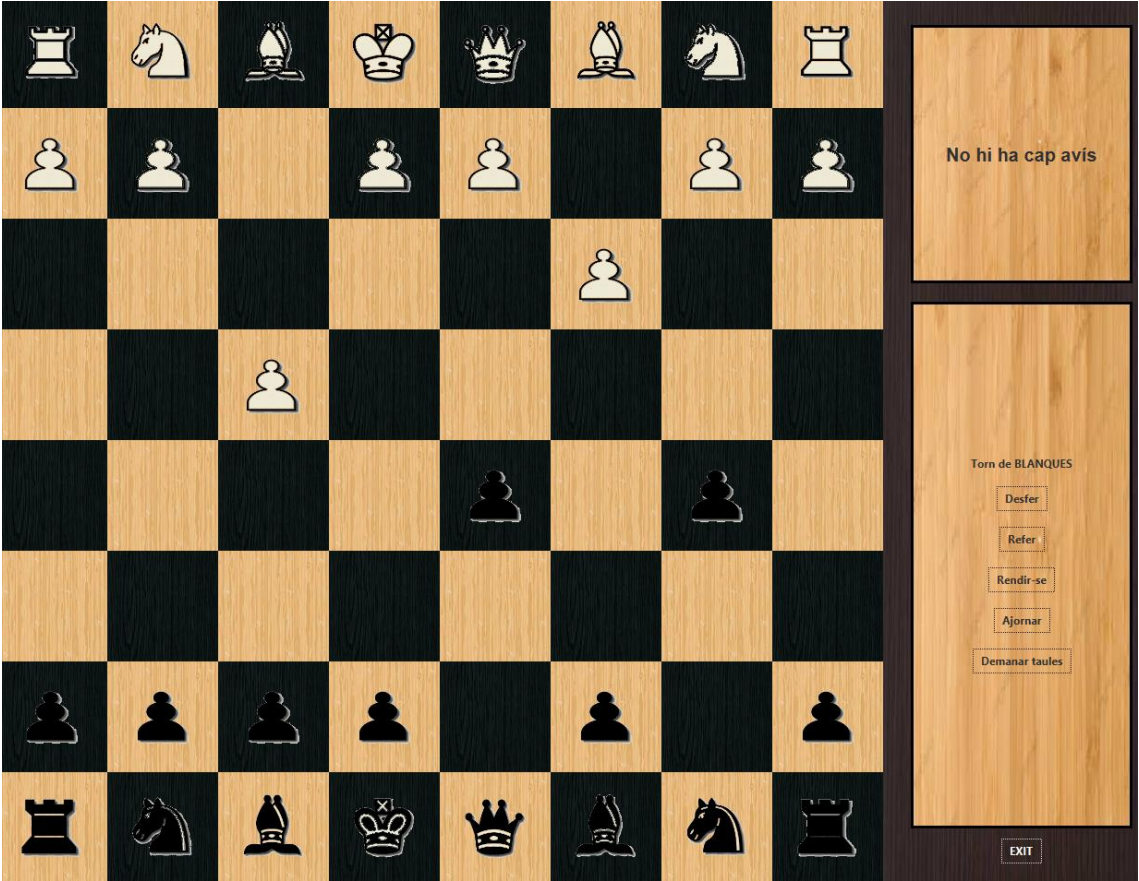 No hi ha cap avís
Torn de BLANQUES
Desfer
Refer
Rendir-se
Ajornar
Demanar taules
EXIT